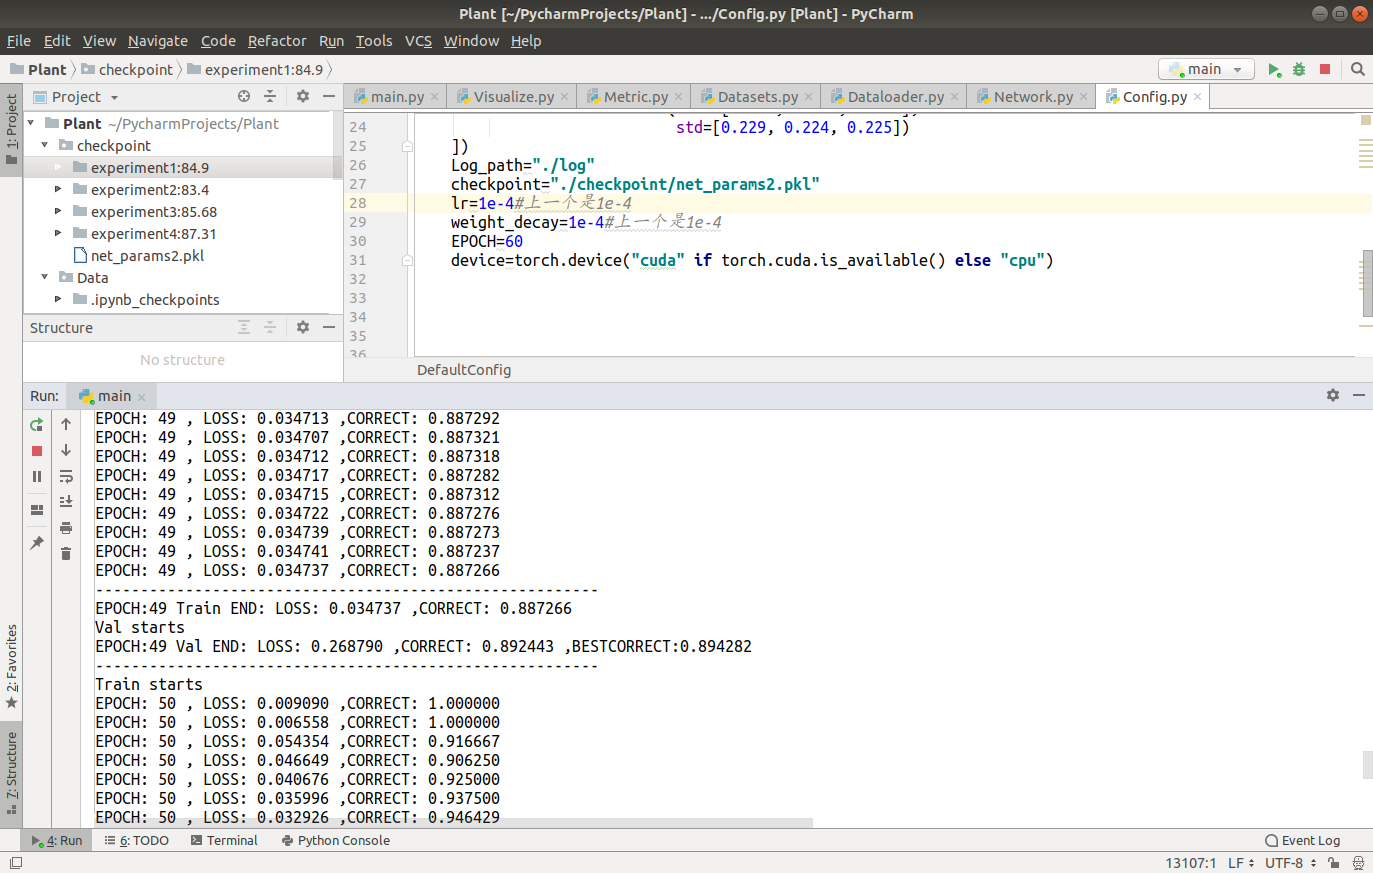 Plant [~/PycharmProjects/Plant] - .../Config.py [Plant] - PyCharm
File Edit View Navigate Code Refactor Run Tools VCS Window Help
Plant checkpoint experiment1:84.9 main
1: Project
Project
main.py Visualize.py Metric.py Datasets.py Dataloader.py Network.py Config.py
Plant ~/PycharmProjects/Plant
checkpoint
experiment1:84.9
experiment2:83.4
experiment3:85.68
experiment4:87.31
net_params2.pkl
Data
.ipynb_checkpoints
Structure
No structure
24 std=[0.229, 0.224, 0.225])
25 ])
26 Log_path="./log"
27 checkpoint="./checkpoint/net_params2.pkl"
28 lr=1e-4#上一个是1e-4
29 weight_decay=1e-4#上一个是1e-4
30 EPOCH=60
31 device=torch.device("cuda" if torch.cuda.is_available() else "cpu")
32
33
34
35
36
DefaultConfig
Run: main
EPOCH: 49 , LOSS: 0.034713 ,CORRECT: 0.887292
EPOCH: 49 , LOSS: 0.034707 ,CORRECT: 0.887321
EPOCH: 49 , LOSS: 0.034712 ,CORRECT: 0.887318
EPOCH: 49 , LOSS: 0.034717 ,CORRECT: 0.887282
EPOCH: 49 , LOSS: 0.034715 ,CORRECT: 0.887312
EPOCH: 49 , LOSS: 0.034722 ,CORRECT: 0.887276
EPOCH: 49 , LOSS: 0.034739 ,CORRECT: 0.887273
EPOCH: 49 , LOSS: 0.034741 ,CORRECT: 0.887237
EPOCH: 49 , LOSS: 0.034737 ,CORRECT: 0.887266
--------------------------------------------------------
EPOCH:49 Train END: LOSS: 0.034737 ,CORRECT: 0.887266
Val starts
EPOCH:49 Val END: LOSS: 0.268790 ,CORRECT: 0.892443 ,BESTCORRECT:0.894282
--------------------------------------------------------
Train starts
EPOCH: 50 , LOSS: 0.009090 ,CORRECT: 1.000000
EPOCH: 50 , LOSS: 0.006558 ,CORRECT: 1.000000
EPOCH: 50 , LOSS: 0.054354 ,CORRECT: 0.916667
EPOCH: 50 , LOSS: 0.046649 ,CORRECT: 0.906250
EPOCH: 50 , LOSS: 0.040676 ,CORRECT: 0.925000
EPOCH: 50 , LOSS: 0.035996 ,CORRECT: 0.937500
EPOCH: 50 , LOSS: 0.032926 ,CORRECT: 0.946429
2: Favorites
7: Structure
4: Run 6: TODO Terminal Python Console Event Log
13107:1 LF UTF-8